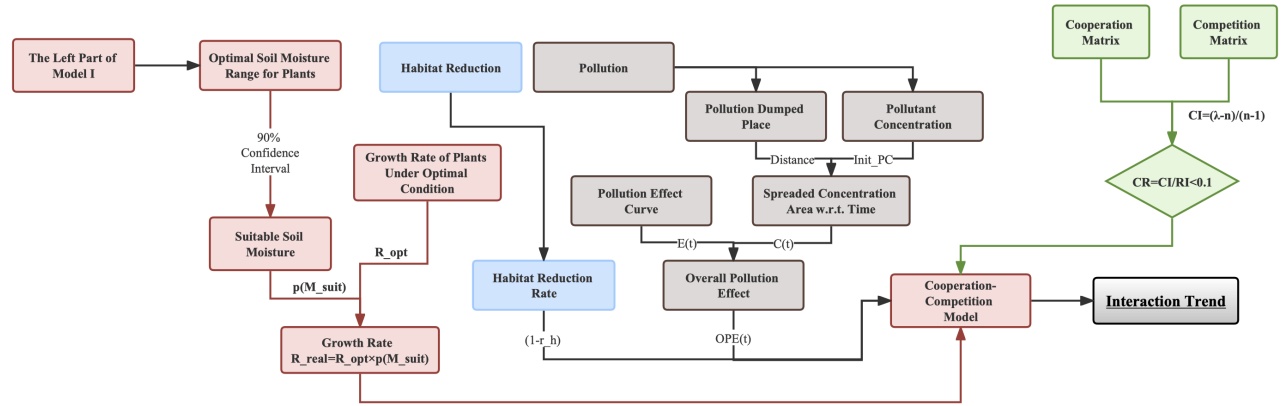 The Left Part of
Model I
Optimal Soil Moisture
Range for Plants
90%
Confidence
Interval
Suitable Soil
Moisture
p(M_suit)
Growth Rate of Plants
Under Optimal
Condition
R_opt
Growth Rate
R_real=R_opt×p(M_suit)
Habitat Reduction
Habitat Reduction
Rate
(1-r_h)
Pollution
Pollution Dumped
Place
Pollutant
Concentration
Distance
Init_PC
Pollution Effect
Curve
Spreaded Concentration
Area w.r.t. Time
E(t)
C(t)
Overall Pollution
Effect
OPE(t)
Cooperation
Matrix
Competition
Matrix
CI=(λ-n)/(n-1)
CR=CI/RI<0.1
Cooperation-
Competition
Model
Interaction Trend